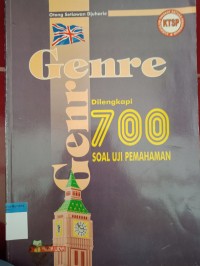 Otong Setiawan Djuharie
KTSP
Genre
Genre
Dilengkapi
700
SOAL UJI PEMAHAMAN